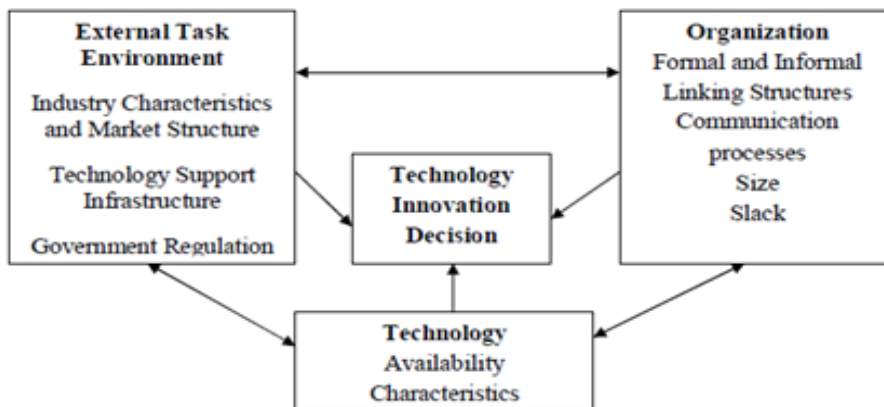 External Task
Environment
Industry Characteristics
and Market Structure
Technology Support
Infrastructure
Government Regulation
Technology
Innovation
Decision
Organization
Formal and Informal
Linking Structures
Communication
processes
Size
Slack
Technology
Availability
Characteristics